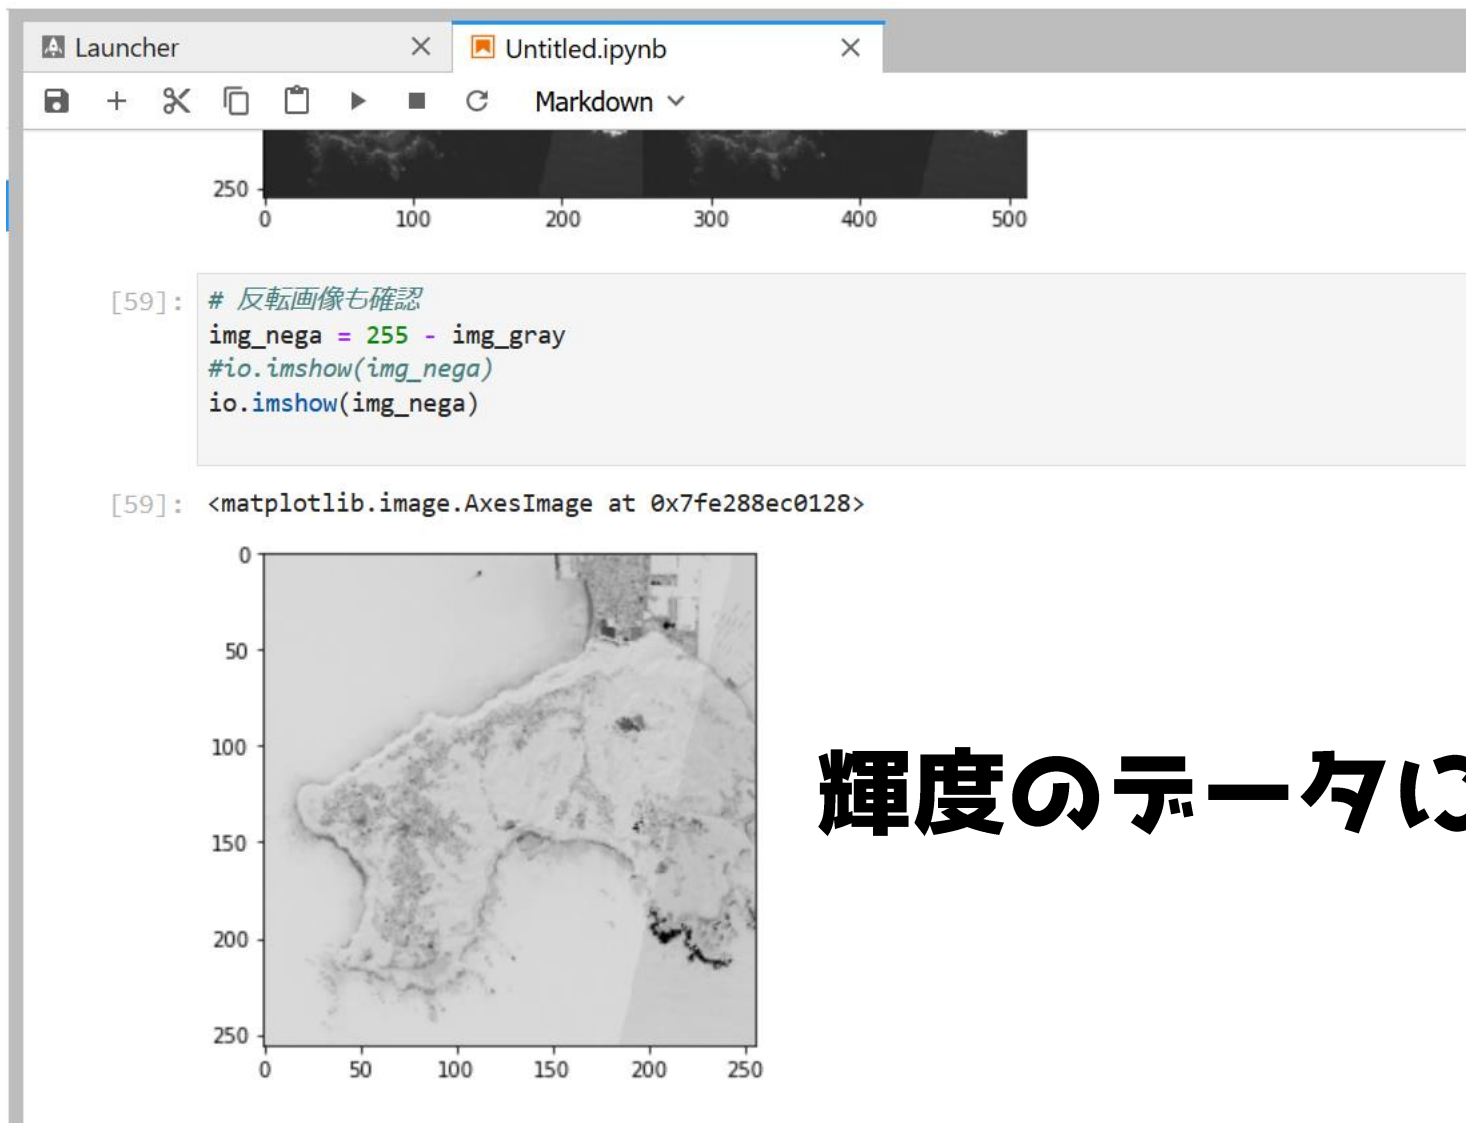 Launcher
Untitled.ipynb
Markdown
250
0 100 200 300 400 500
[59]: # 反転画像も確認
img_nega = 255 - img_gray
#io.imshow(img_nega)
io.imshow(img_nega)
[59]: <matplotlib.image.AxesImage at 0x7fe288ec0128>
0
50
100
輝度のデータに
150
200
250
0 50 100 150 200 250